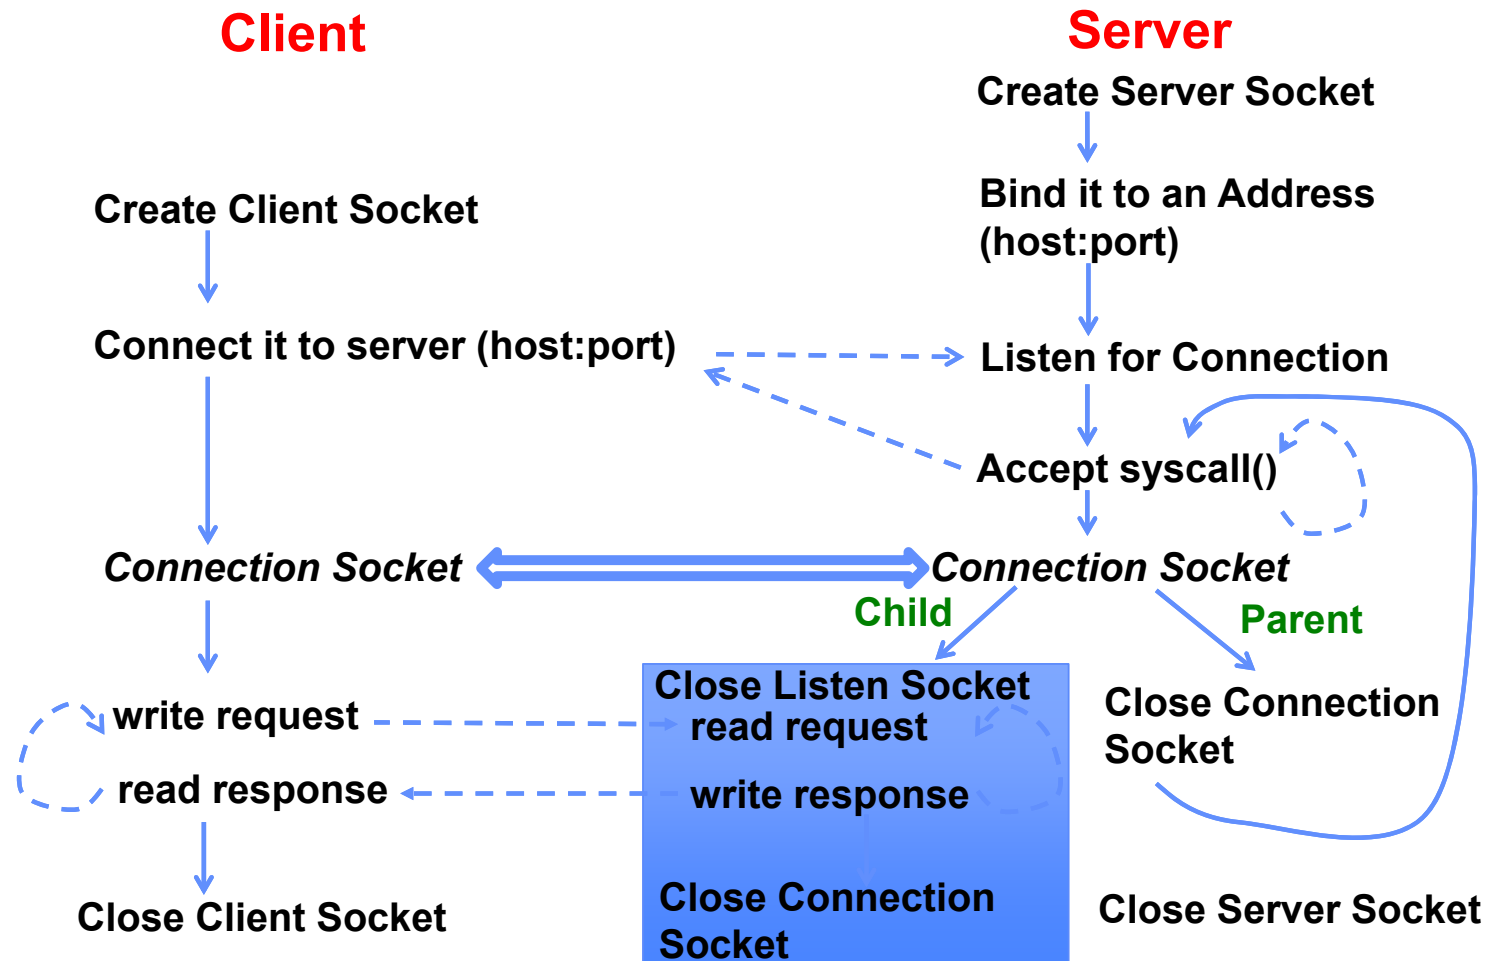 Client
Server
Create Server Socket
Create Client Socket
Bind it to an Address
(host:port)
Connect it to server (host:port)
Listen for Connection
Accept syscall()
Connection Socket
Connection Socket
Child
Parent
Close Listen Socket
write request
read request
Close Connection
Socket
read response
write response
Close Client Socket
Close Connection
Socket
Close Server Socket